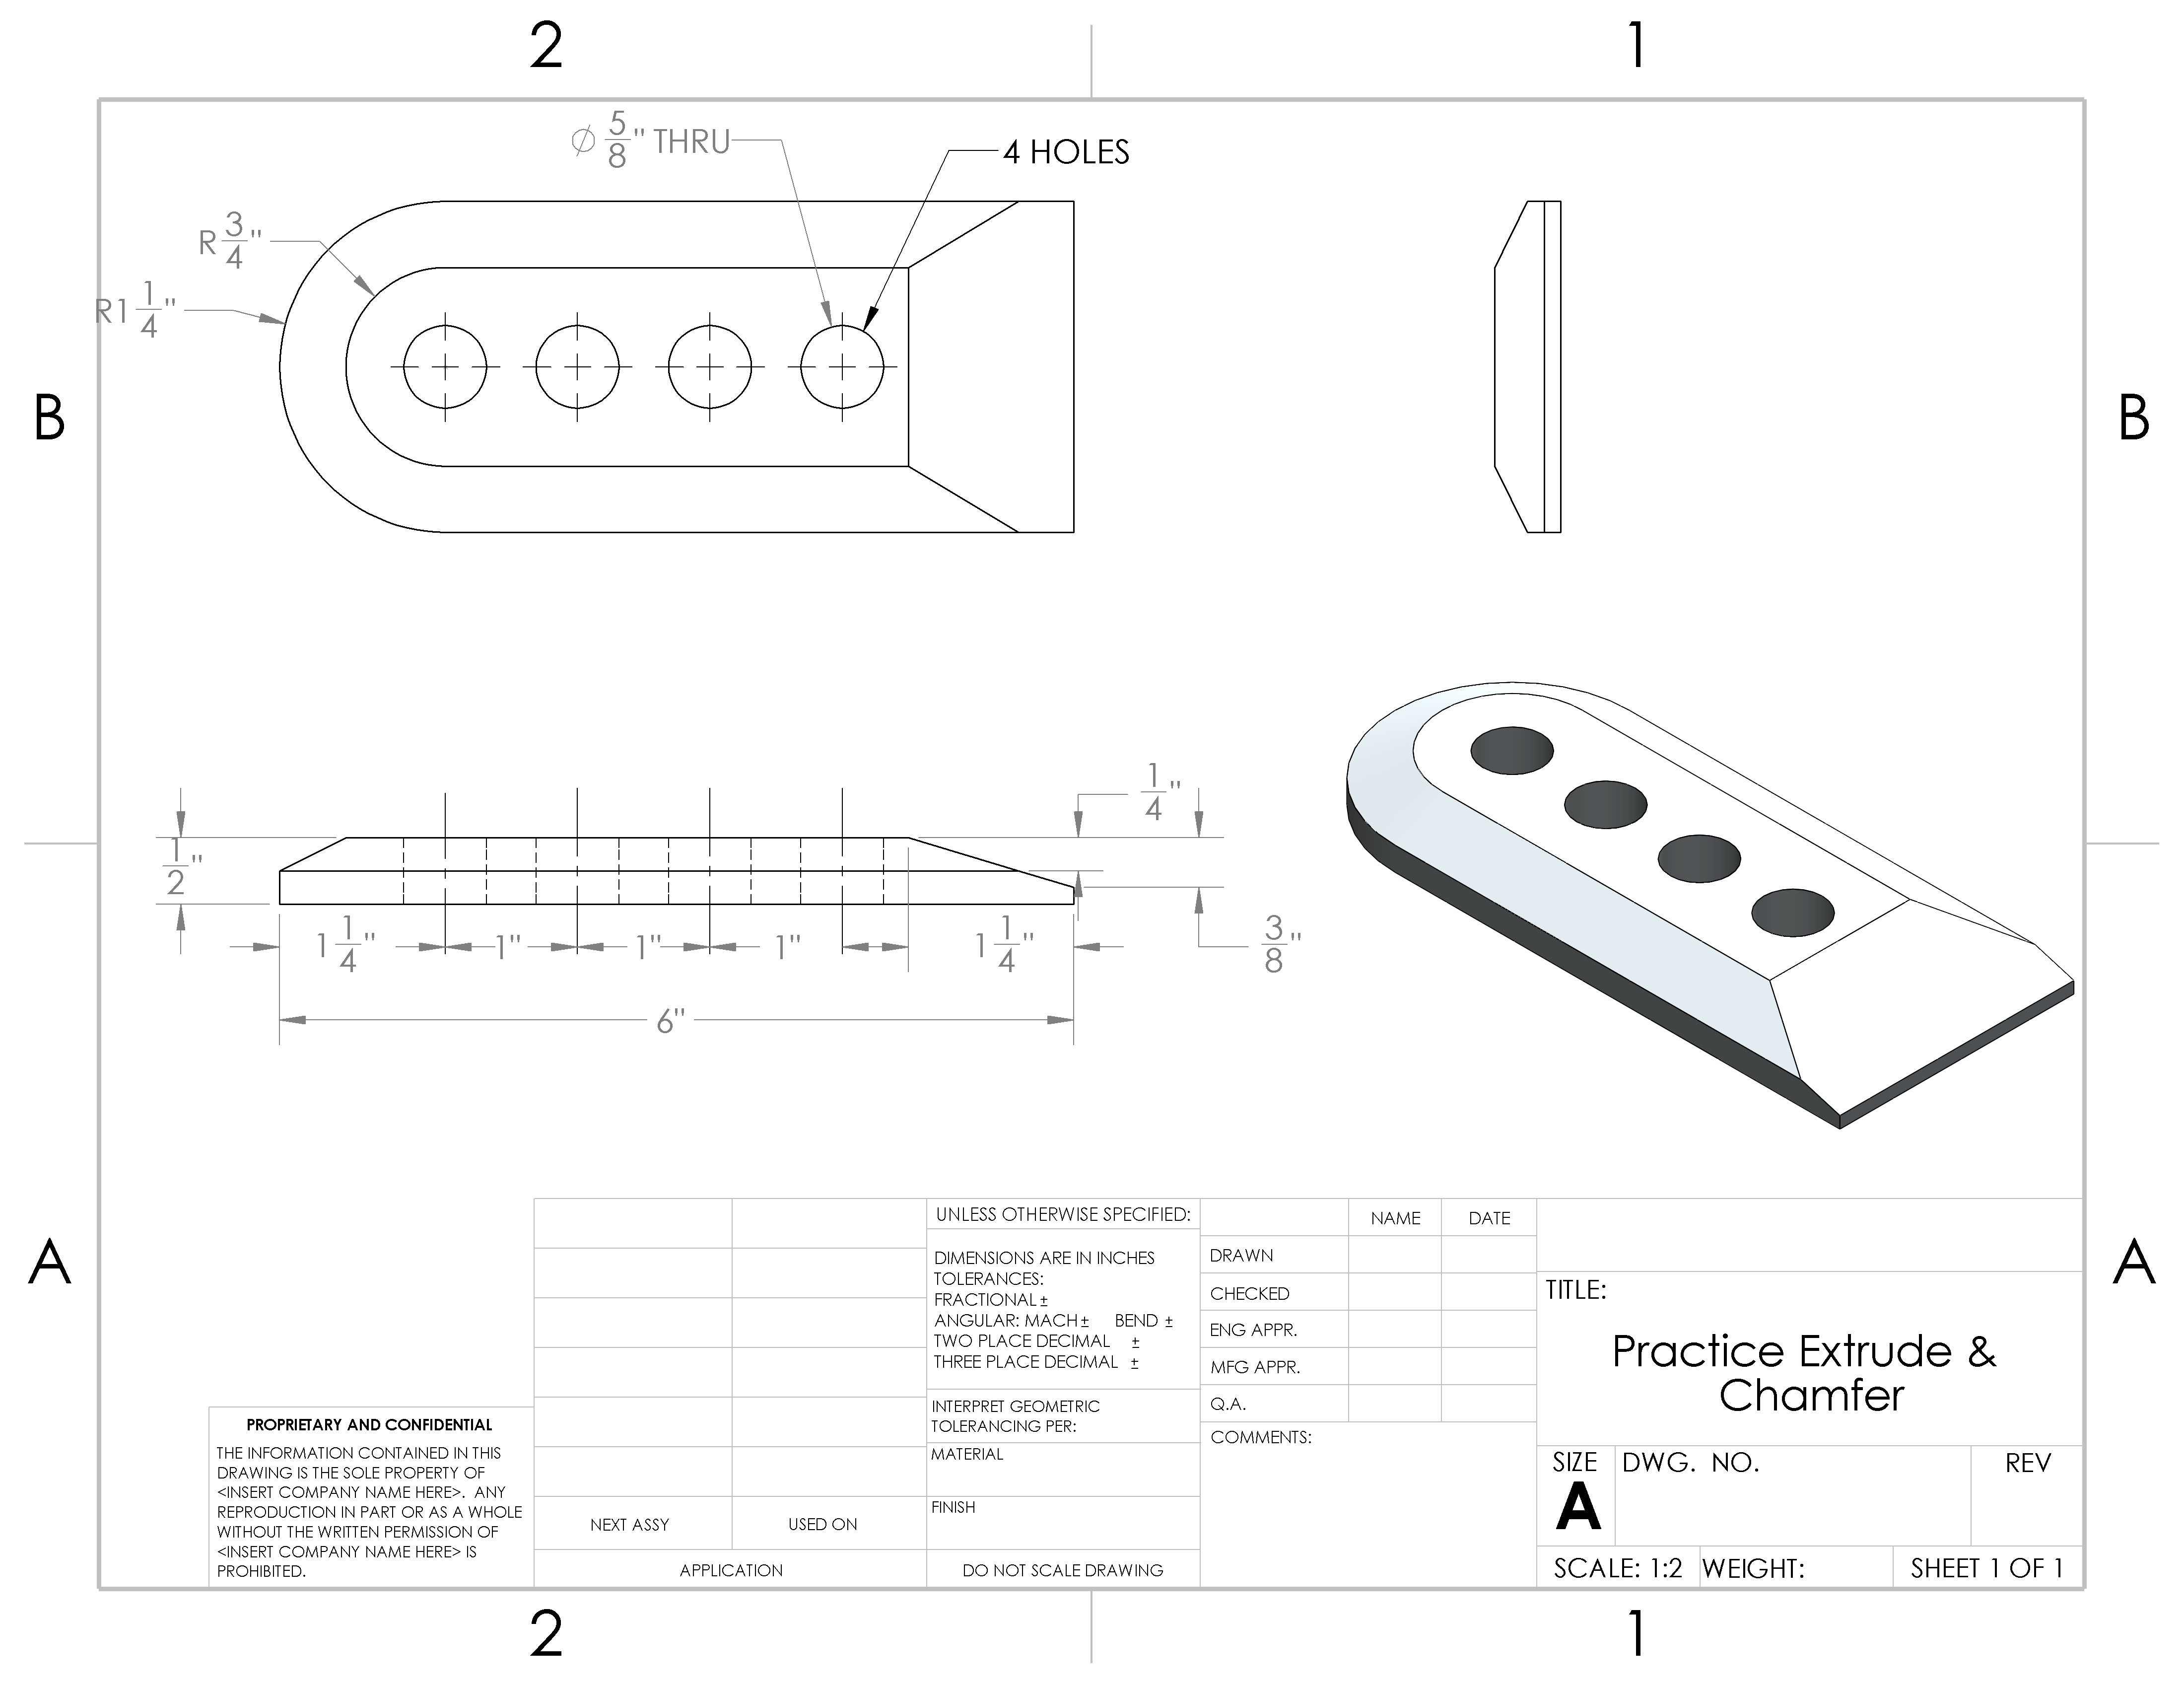 2 1
⌀ 5/8" THRU
4 HOLES
R 3/4"
R1 1/4"
B B
1/4"
1/2"
3/8"
1 1/4" 1" 1" 1" 1 1/4"
6"
A A
UNLESS OTHERWISE SPECIFIED:
DIMENSIONS ARE IN INCHES
TOLERANCES:
FRACTIONAL ±
ANGULAR: MACH ± BEND ±
TWO PLACE DECIMAL ±
THREE PLACE DECIMAL ±
INTERPRET GEOMETRIC
TOLERANCING PER:
MATERIAL
FINISH
DO NOT SCALE DRAWING
NAME DATE
DRAWN
CHECKED
ENG APPR.
MFG APPR.
Q.A.
COMMENTS:
TITLE:
Practice Extrude &
Chamfer
SIZE DWG. NO. REV
A
SCALE: 1:2 WEIGHT: SHEET 1 OF 1
PROPRIETARY AND CONFIDENTIAL
THE INFORMATION CONTAINED IN THIS
DRAWING IS THE SOLE PROPERTY OF
<INSERT COMPANY NAME HERE>. ANY
REPRODUCTION IN PART OR AS A WHOLE
WITHOUT THE WRITTEN PERMISSION OF
<INSERT COMPANY NAME HERE> IS
PROHIBITED.
NEXT ASSY USED ON
APPLICATION
2 1